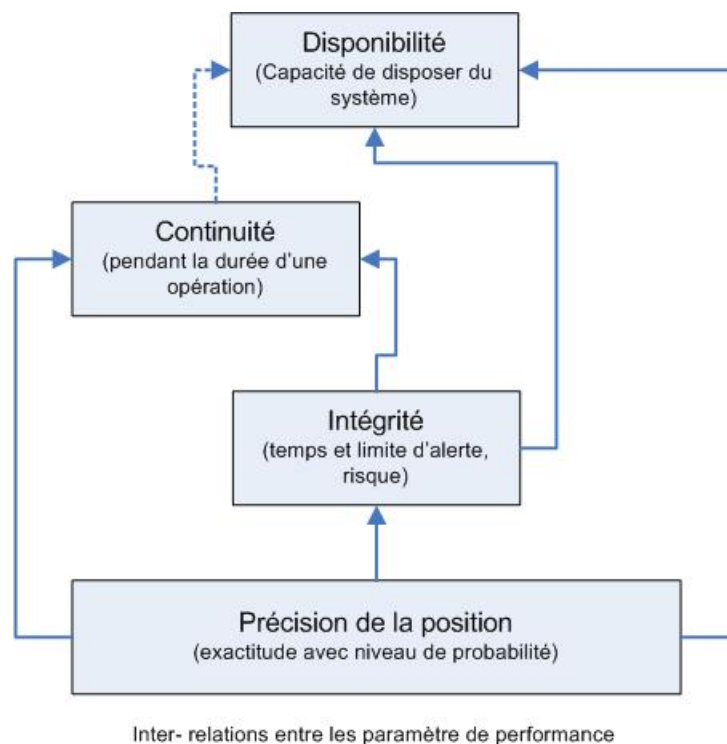 Disponibilité
(Capacité de disposer du
système)
Continuité
(pendant la durée d'une
opération)
Intégrité
(temps et limite d'alerte,
risque)
Précision de la position
(exactitude avec niveau de probabilité)
Inter- relations entre les paramètre de performance